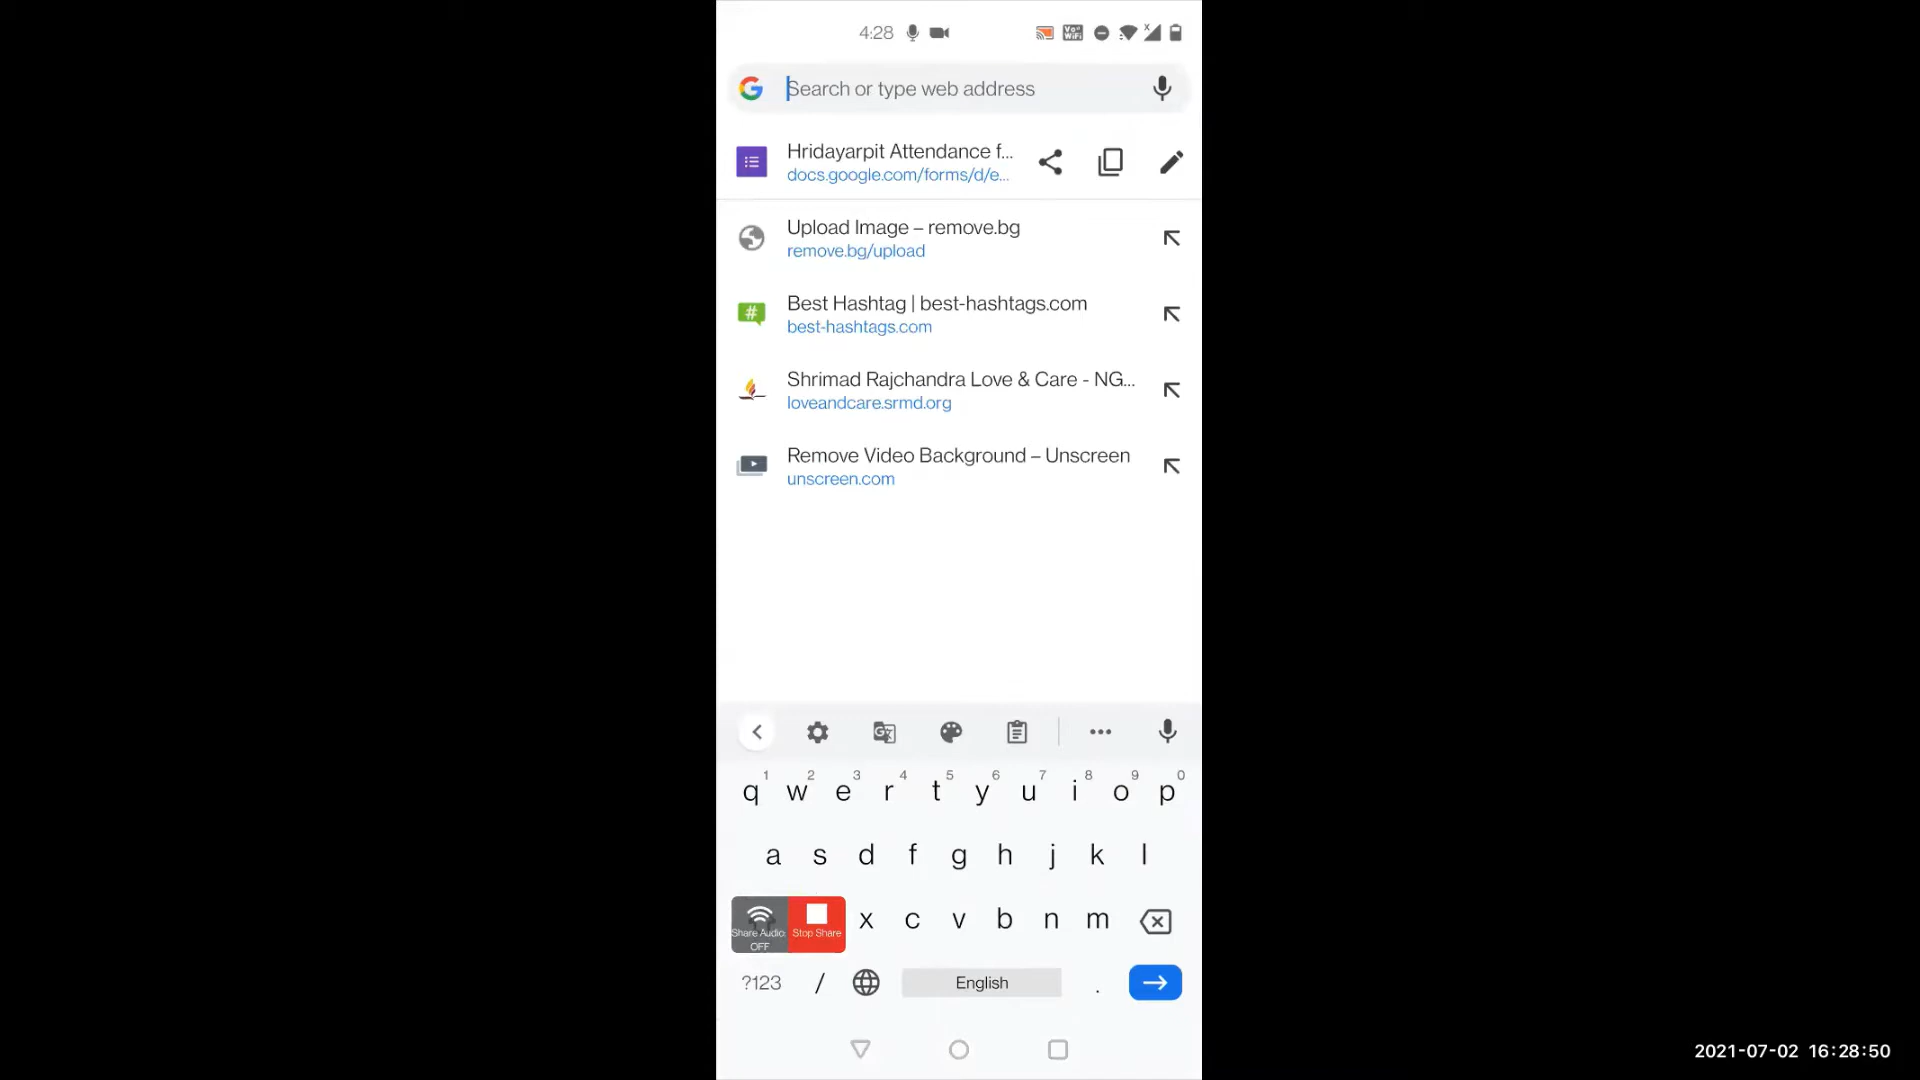 4:28
Vo))
WiFi
Search or type web address
Hridayarpit Attendance f...
docs.google.com/forms/d/e...
Upload Image – remove.bg
remove.bg/upload
Best Hashtag | best-hashtags.com
best-hashtags.com
Shrimad Rajchandra Love & Care - NG...
loveandcare.srmd.org
Remove Video Background – Unscreen
unscreen.com
1 2 3 4 5 6 7 8 9 0
q w e r t y u i o p
a s d f g h j k l
Share Audio: OFF
Stop Share
x c v b n m
?123 / English .
2021-07-02 16:28:50